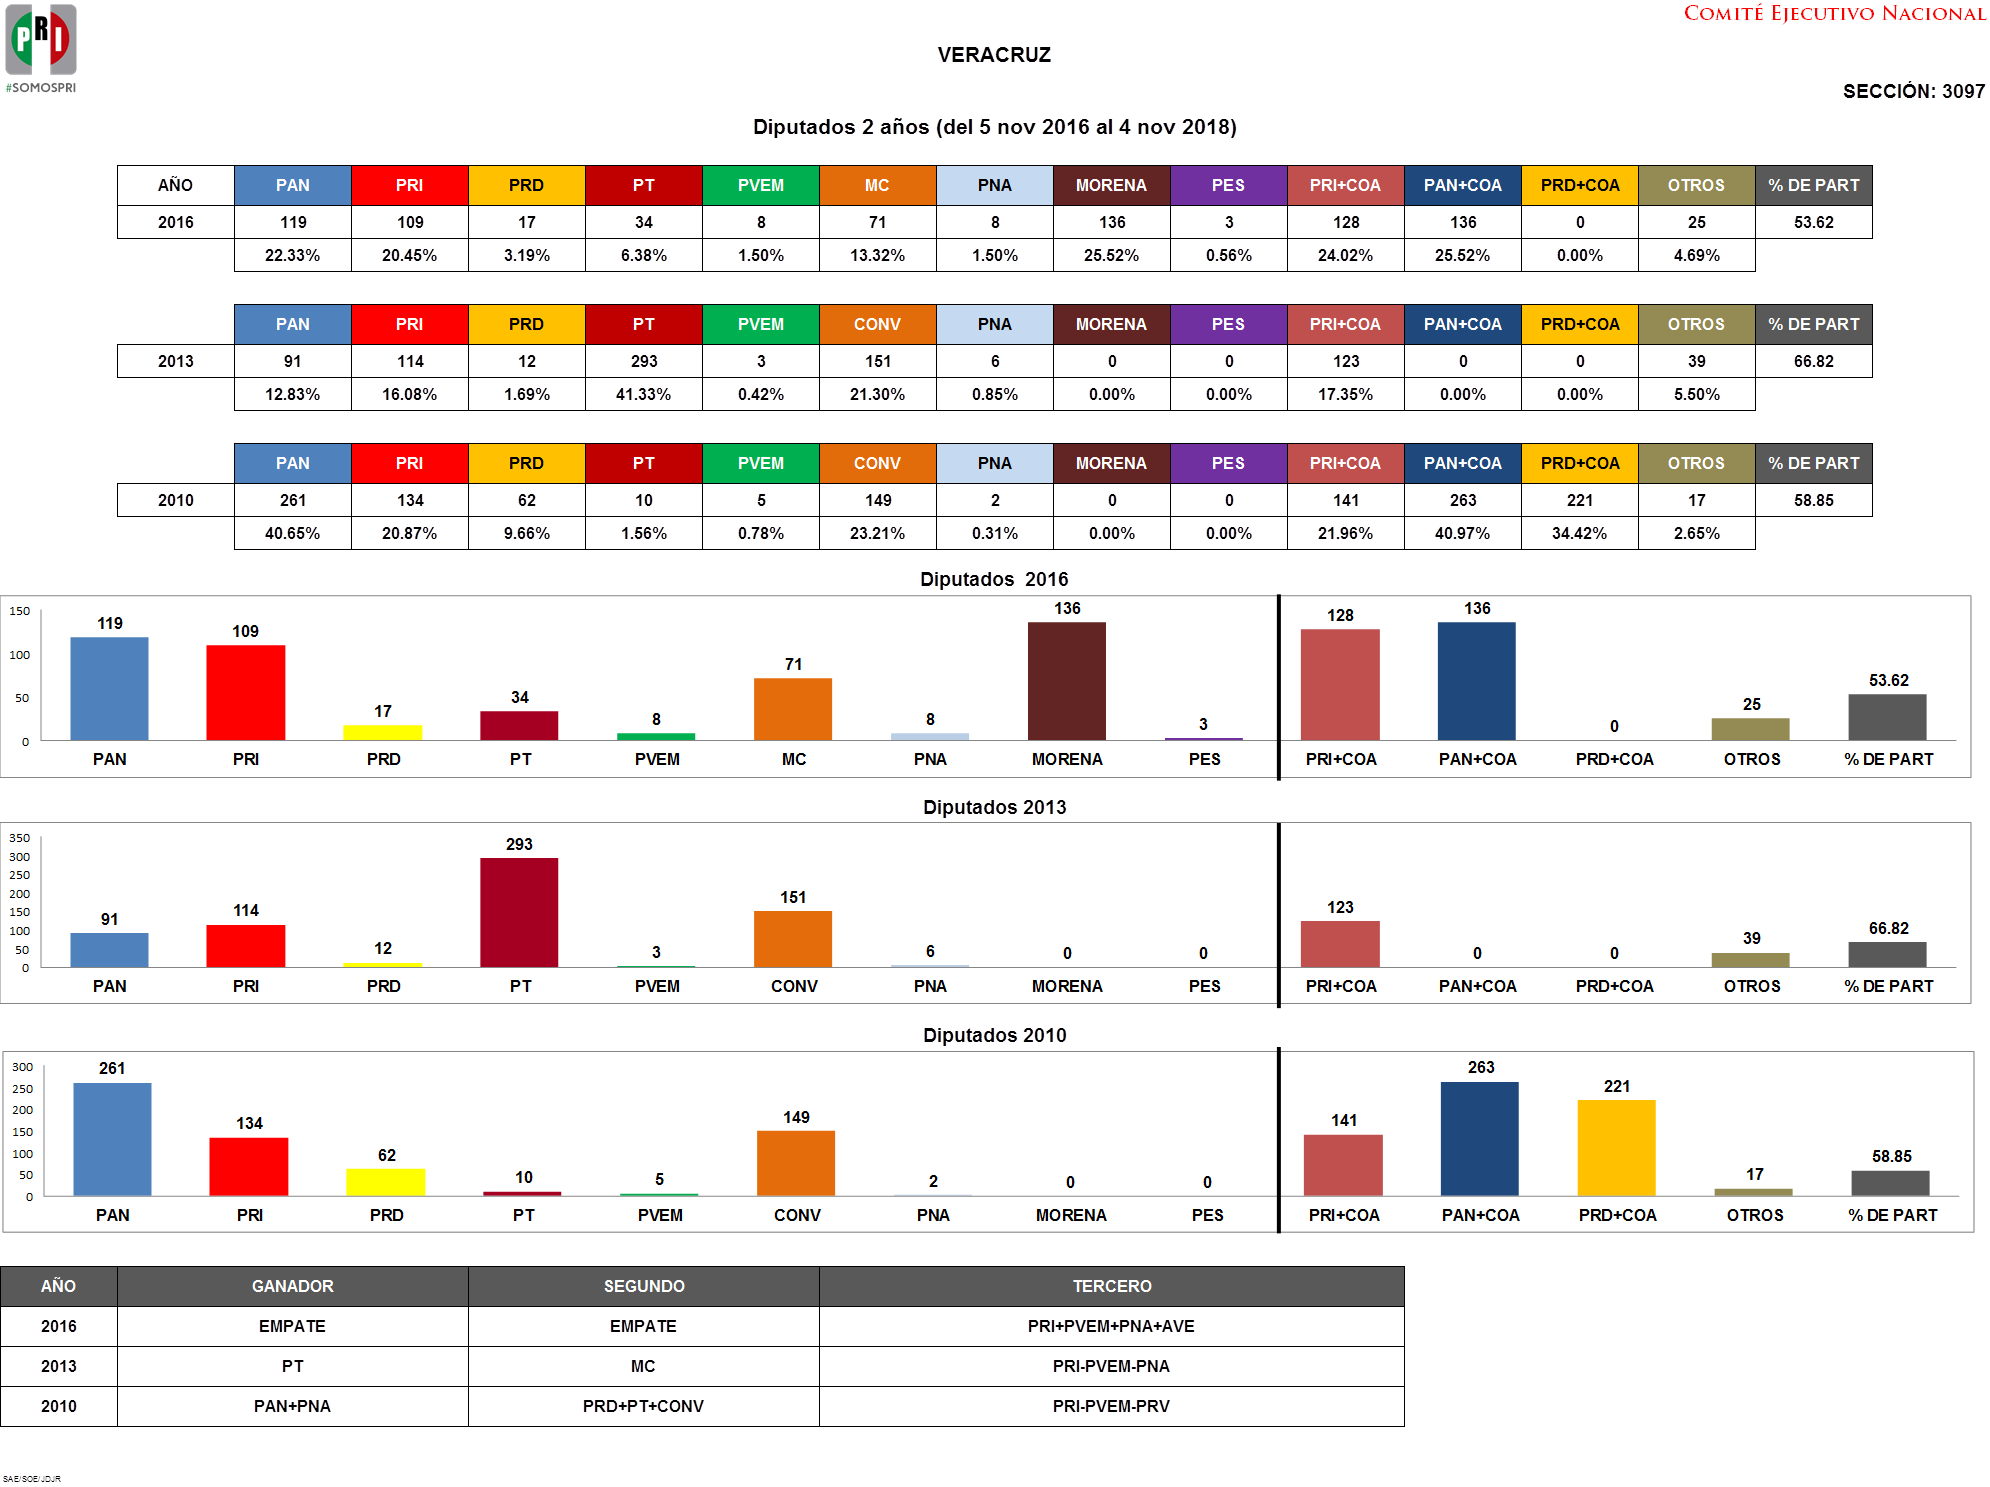 PRI
#SOMOSPRI
COMITÉ EJECUTIVO NACIONAL
VERACRUZ
SECCIÓN: 3097
Diputados 2 años (del 5 nov 2016 al 4 nov 2018)
AÑO PAN PRI PRD PT PVEM MC PNA MORENA PES PRI+COA PAN+COA PRD+COA OTROS % DE PART
2016 119 109 17 34 8 71 8 136 3 128 136 0 25 53.62
22.33% 20.45% 3.19% 6.38% 1.50% 13.32% 1.50% 25.52% 0.56% 24.02% 25.52% 0.00% 4.69%
PAN PRI PRD PT PVEM CONV PNA MORENA PES PRI+COA PAN+COA PRD+COA OTROS % DE PART
2013 91 114 12 293 3 151 6 0 0 123 0 0 39 66.82
12.83% 16.08% 1.69% 41.33% 0.42% 21.30% 0.85% 0.00% 0.00% 17.35% 0.00% 0.00% 5.50%
PAN PRI PRD PT PVEM CONV PNA MORENA PES PRI+COA PAN+COA PRD+COA OTROS % DE PART
2010 261 134 62 10 5 149 2 0 0 141 263 221 17 58.85
40.65% 20.87% 9.66% 1.56% 0.78% 23.21% 0.31% 0.00% 0.00% 21.96% 40.97% 34.42% 2.65%
Diputados 2016
150
100
50
0
119 109 17 34 8 71 8 136 3 128 136 0 25 53.62
PAN PRI PRD PT PVEM MC PNA MORENA PES PRI+COA PAN+COA PRD+COA OTROS % DE PART
Diputados 2013
350
300
250
200
150
100
50
0
91 114 12 293 3 151 6 0 0 123 0 0 39 66.82
PAN PRI PRD PT PVEM CONV PNA MORENA PES PRI+COA PAN+COA PRD+COA OTROS % DE PART
Diputados 2010
300
250
200
150
100
50
0
261 134 62 10 5 149 2 0 0 141 263 221 17 58.85
PAN PRI PRD PT PVEM CONV PNA MORENA PES PRI+COA PAN+COA PRD+COA OTROS % DE PART
AÑO GANADOR SEGUNDO TERCERO
2016 EMPATE EMPATE PRI+PVEM+PNA+AVE
2013 PT MC PRI-PVEM-PNA
2010 PAN+PNA PRD+PT+CONV PRI-PVEM-PRV
SAE/SOE/JDJR